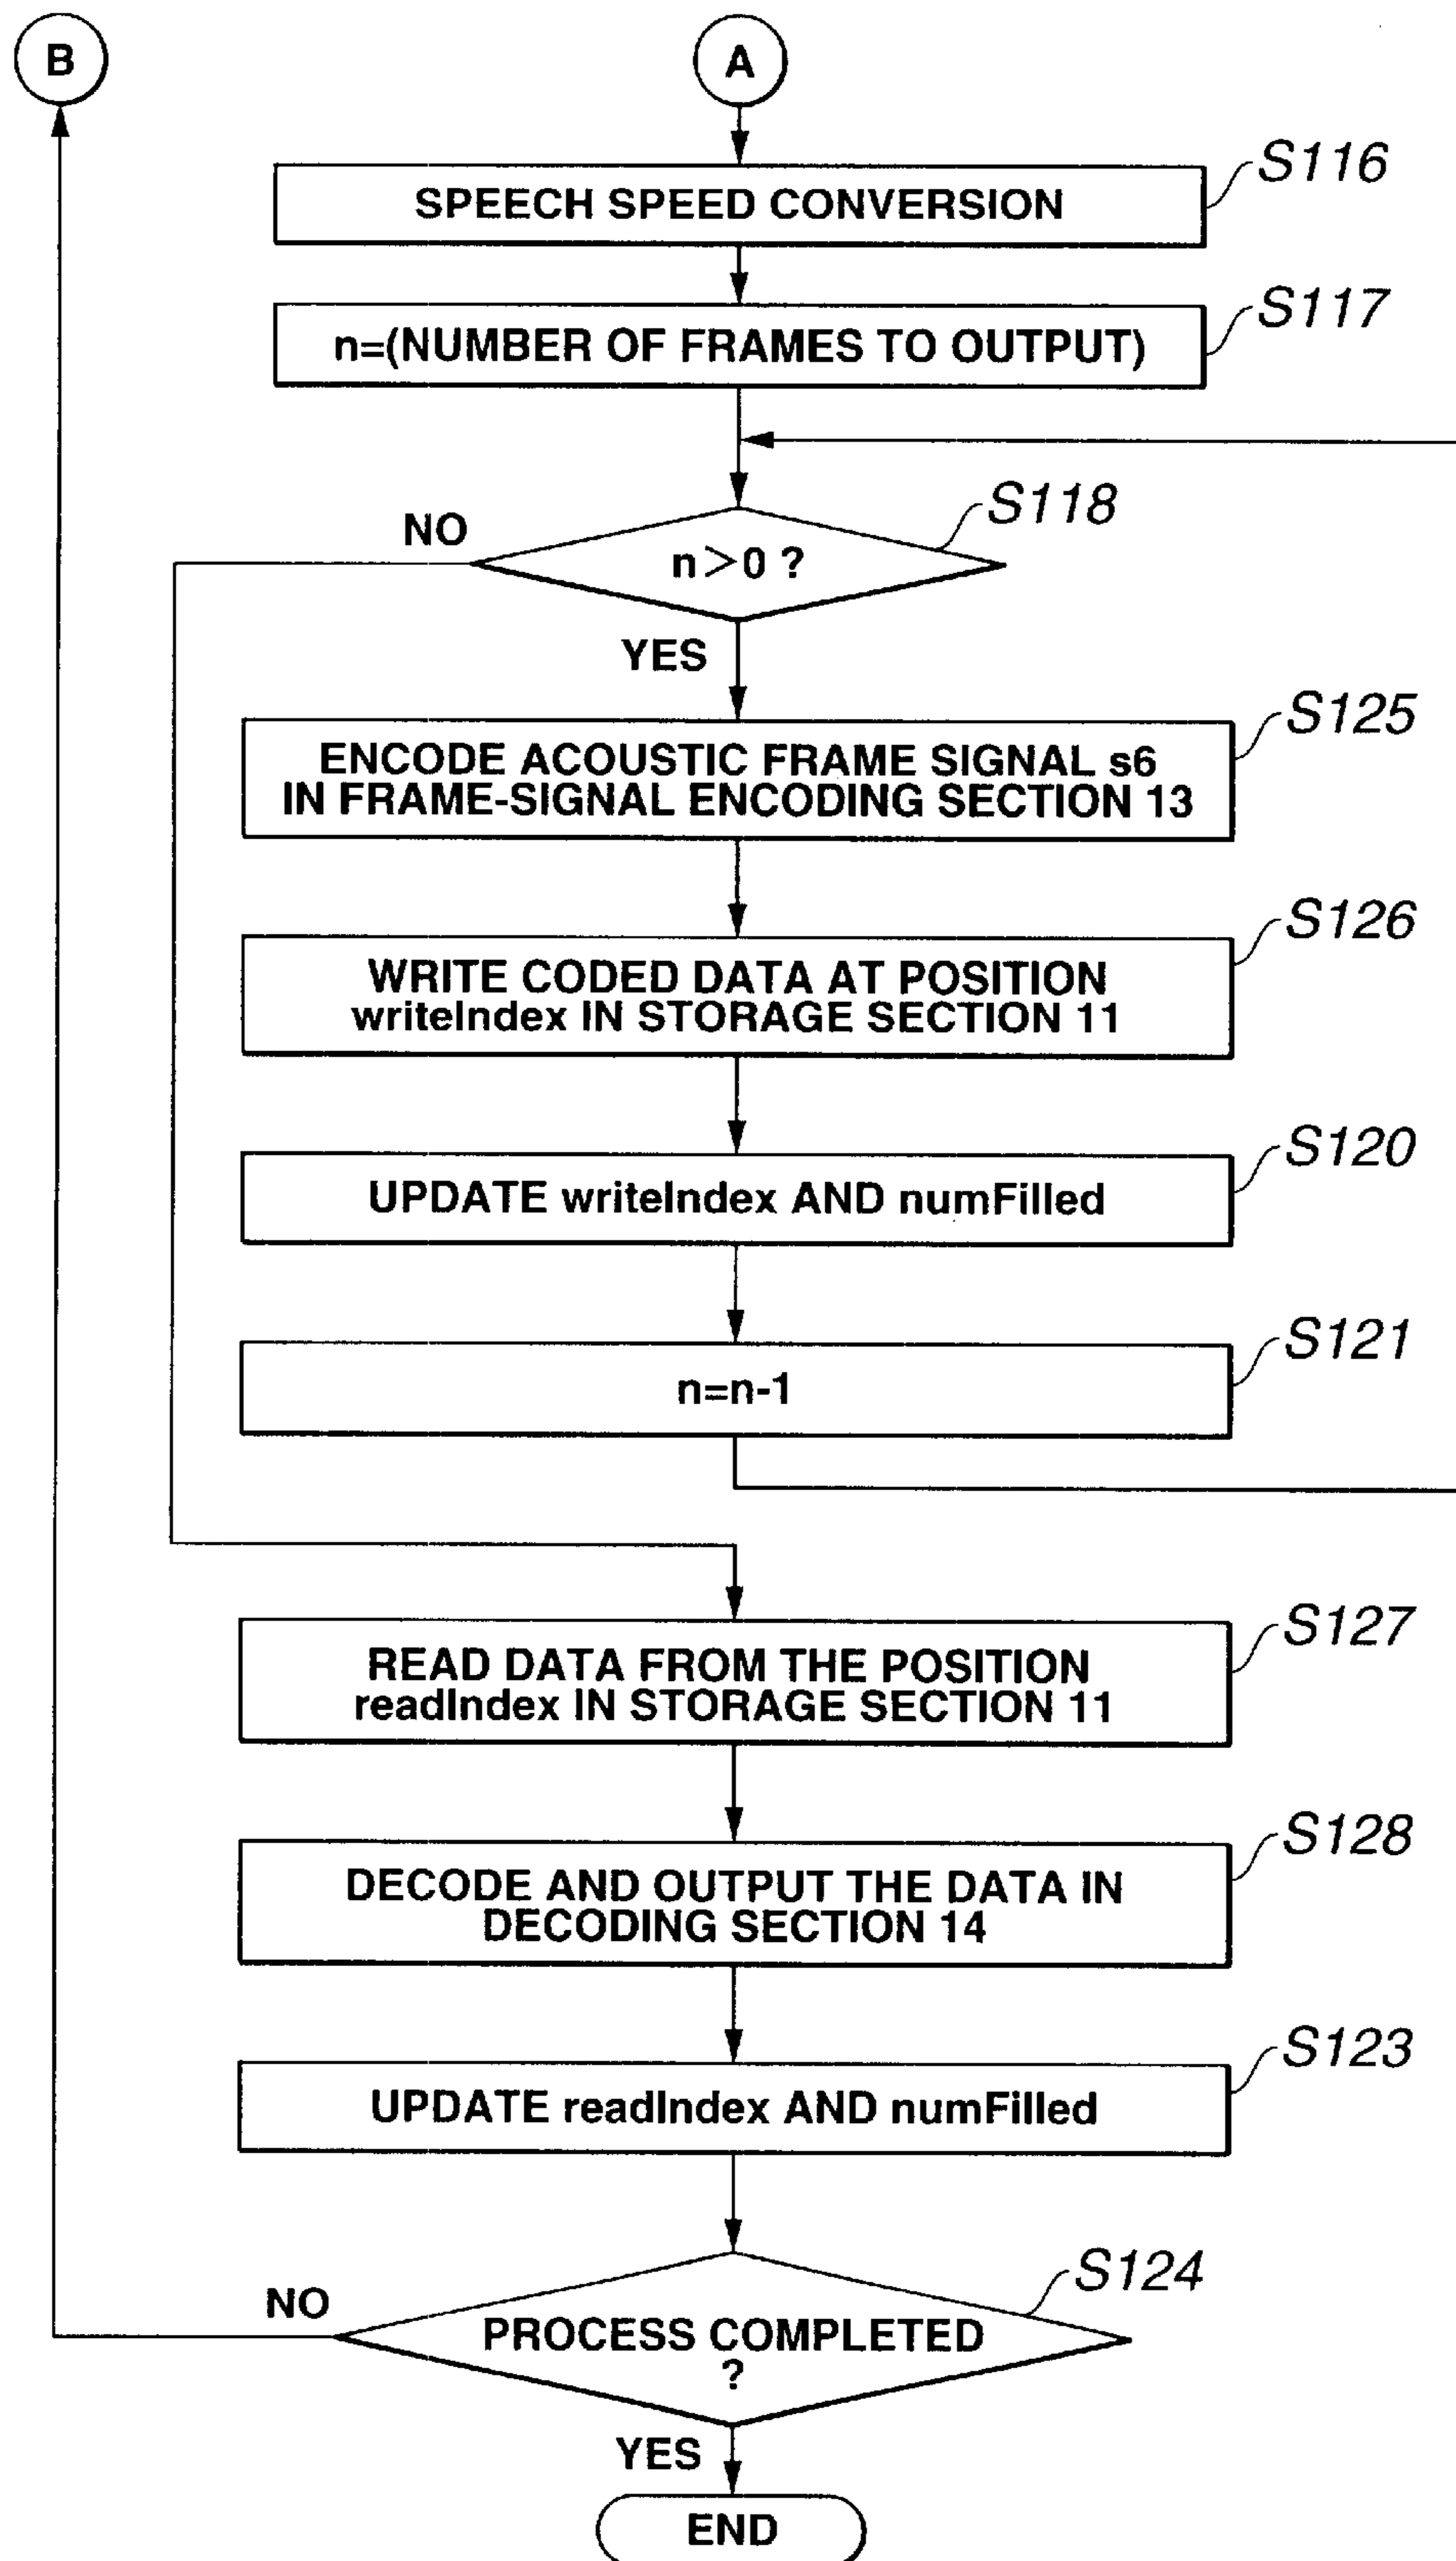 B
A
S116
SPEECH SPEED CONVERSION
S117
n=(NUMBER OF FRAMES TO OUTPUT)
S118
NO
n>0 ?
YES
S125
ENCODE ACOUSTIC FRAME SIGNAL s6
IN FRAME-SIGNAL ENCODING SECTION 13
S126
WRITE CODED DATA AT POSITION
writeIndex IN STORAGE SECTION 11
S120
UPDATE writeIndex AND numFilled
S121
n=n-1
S127
READ DATA FROM THE POSITION
readIndex IN STORAGE SECTION 11
S128
DECODE AND OUTPUT THE DATA IN
DECODING SECTION 14
S123
UPDATE readIndex AND numFilled
S124
NO
PROCESS COMPLETED
?
YES
END